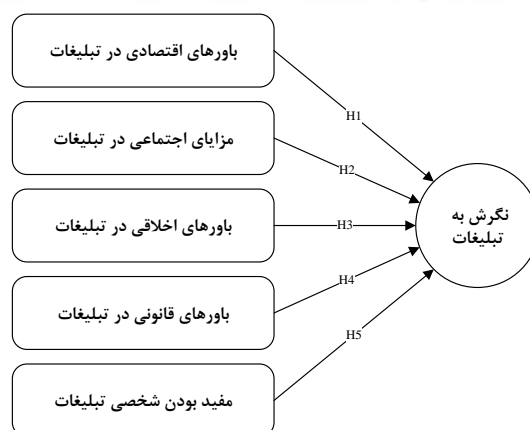 باورهای اقتصادی در تبلیغات
H1
مزایای اجتماعی در تبلیغات
H2
باورهای اخلاقی در تبلیغات
H3
نگرش به
تبلیغات
باورهای قانونی در تبلیغات
H4
مفید بودن شخصی تبلیغات
H5